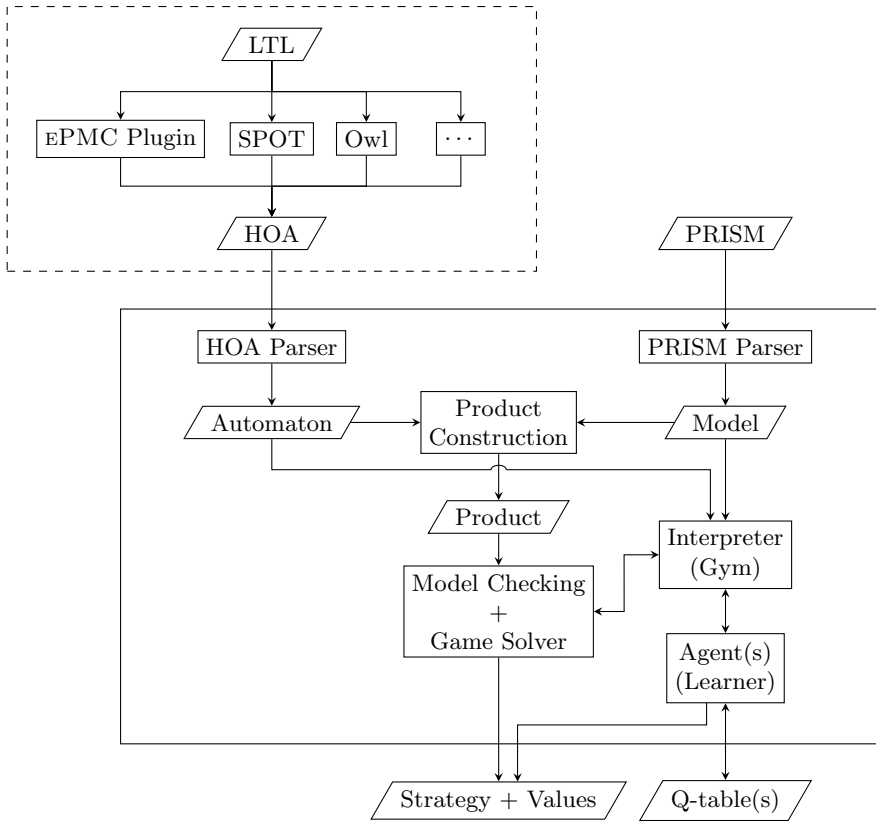 LTL
ePMC Plugin
SPOT
Owl
···
HOA
PRISM
HOA Parser
PRISM Parser
Automaton
Product
Construction
Model
Product
Interpreter
(Gym)
Model Checking
+
Game Solver
Agent(s)
(Learner)
Strategy + Values
Q-table(s)